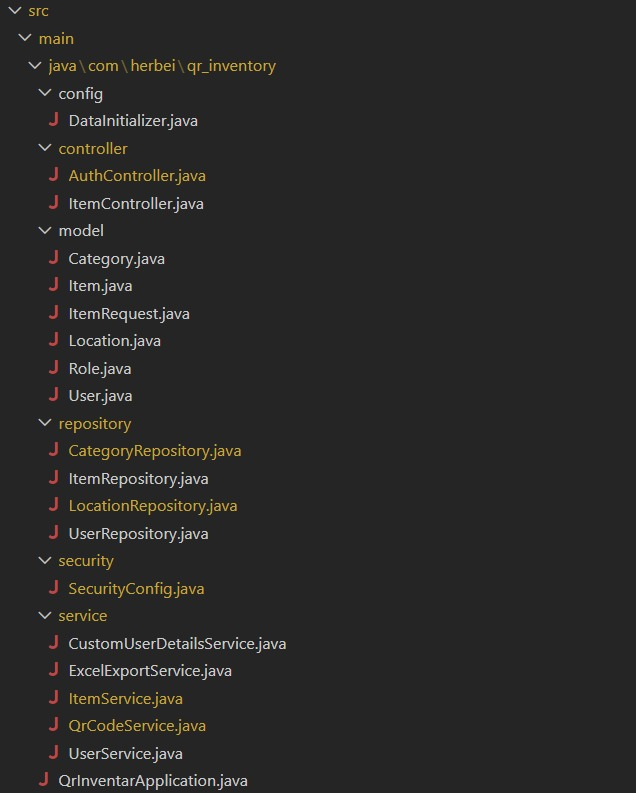 src
main
java\com\herbei\qr_inventory
config
DataInitializer.java
controller
AuthController.java
ItemController.java
model
Category.java
Item.java
ItemRequest.java
Location.java
Role.java
User.java
repository
CategoryRepository.java
ItemRepository.java
LocationRepository.java
UserRepository.java
security
SecurityConfig.java
service
CustomUserDetailsService.java
ExcelExportService.java
ItemService.java
QrCodeService.java
UserService.java
QrInventarApplication.java